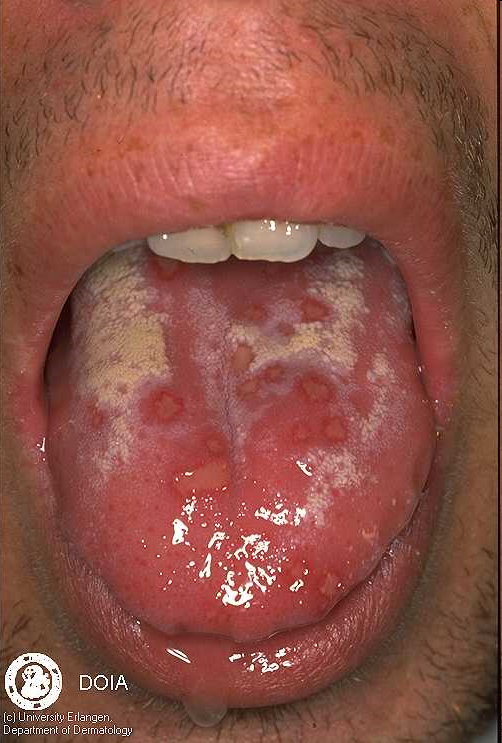 DOIA
(c) University Erlangen,
Department of Dermatology